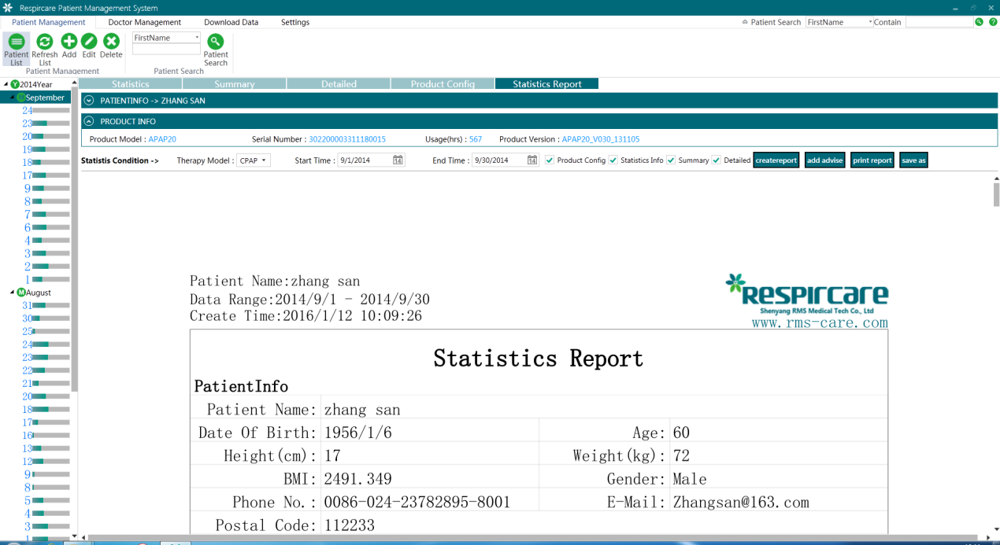 Respircare Patient Management System
Patient Management Doctor Management Download Data Settings Patient Search FirstName Contain
FirstName
Patient List Refresh List Add Edit Delete Patient Search
Patient Management Patient Search
Y 2014Year
Statistics Summary Detailed Product Config Statistics Report
September
PATIENTINFO -> ZHANG SAN
24
23
PRODUCT INFO
20
Product Model : APAP20 Serial Number : 302200003311180015 Usage(hrs) : 567 Product Version : APAP20_V030_131105
19
18
Statistis Condition -> Therapy Model : CPAP Start Time : 9/1/2014 14 End Time : 9/30/2014 14 Product Config Statistics Info Summary Detailed createreport add advise print report save as
17
9
8
7
6
4
3
2
1
M August
31
30
25
24
23
22
21
20
18
17
16
13
12
9
8
5
4
3
1
Patient Name:zhang san
Data Range:2014/9/1 - 2014/9/30
Create Time:2016/1/12 10:09:26
RESPIRCARE
Shenyang RMS Medical Tech Co., Ltd
www.rms-care.com
Statistics Report
PatientInfo
Patient Name: zhang san
Date Of Birth: 1956/1/6 Age: 60
Height(cm): 17 Weight(kg): 72
BMI: 2491.349 Gender: Male
Phone No.: 0086-024-23782895-8001 E-Mail: Zhangsan@163.com
Postal Code: 112233